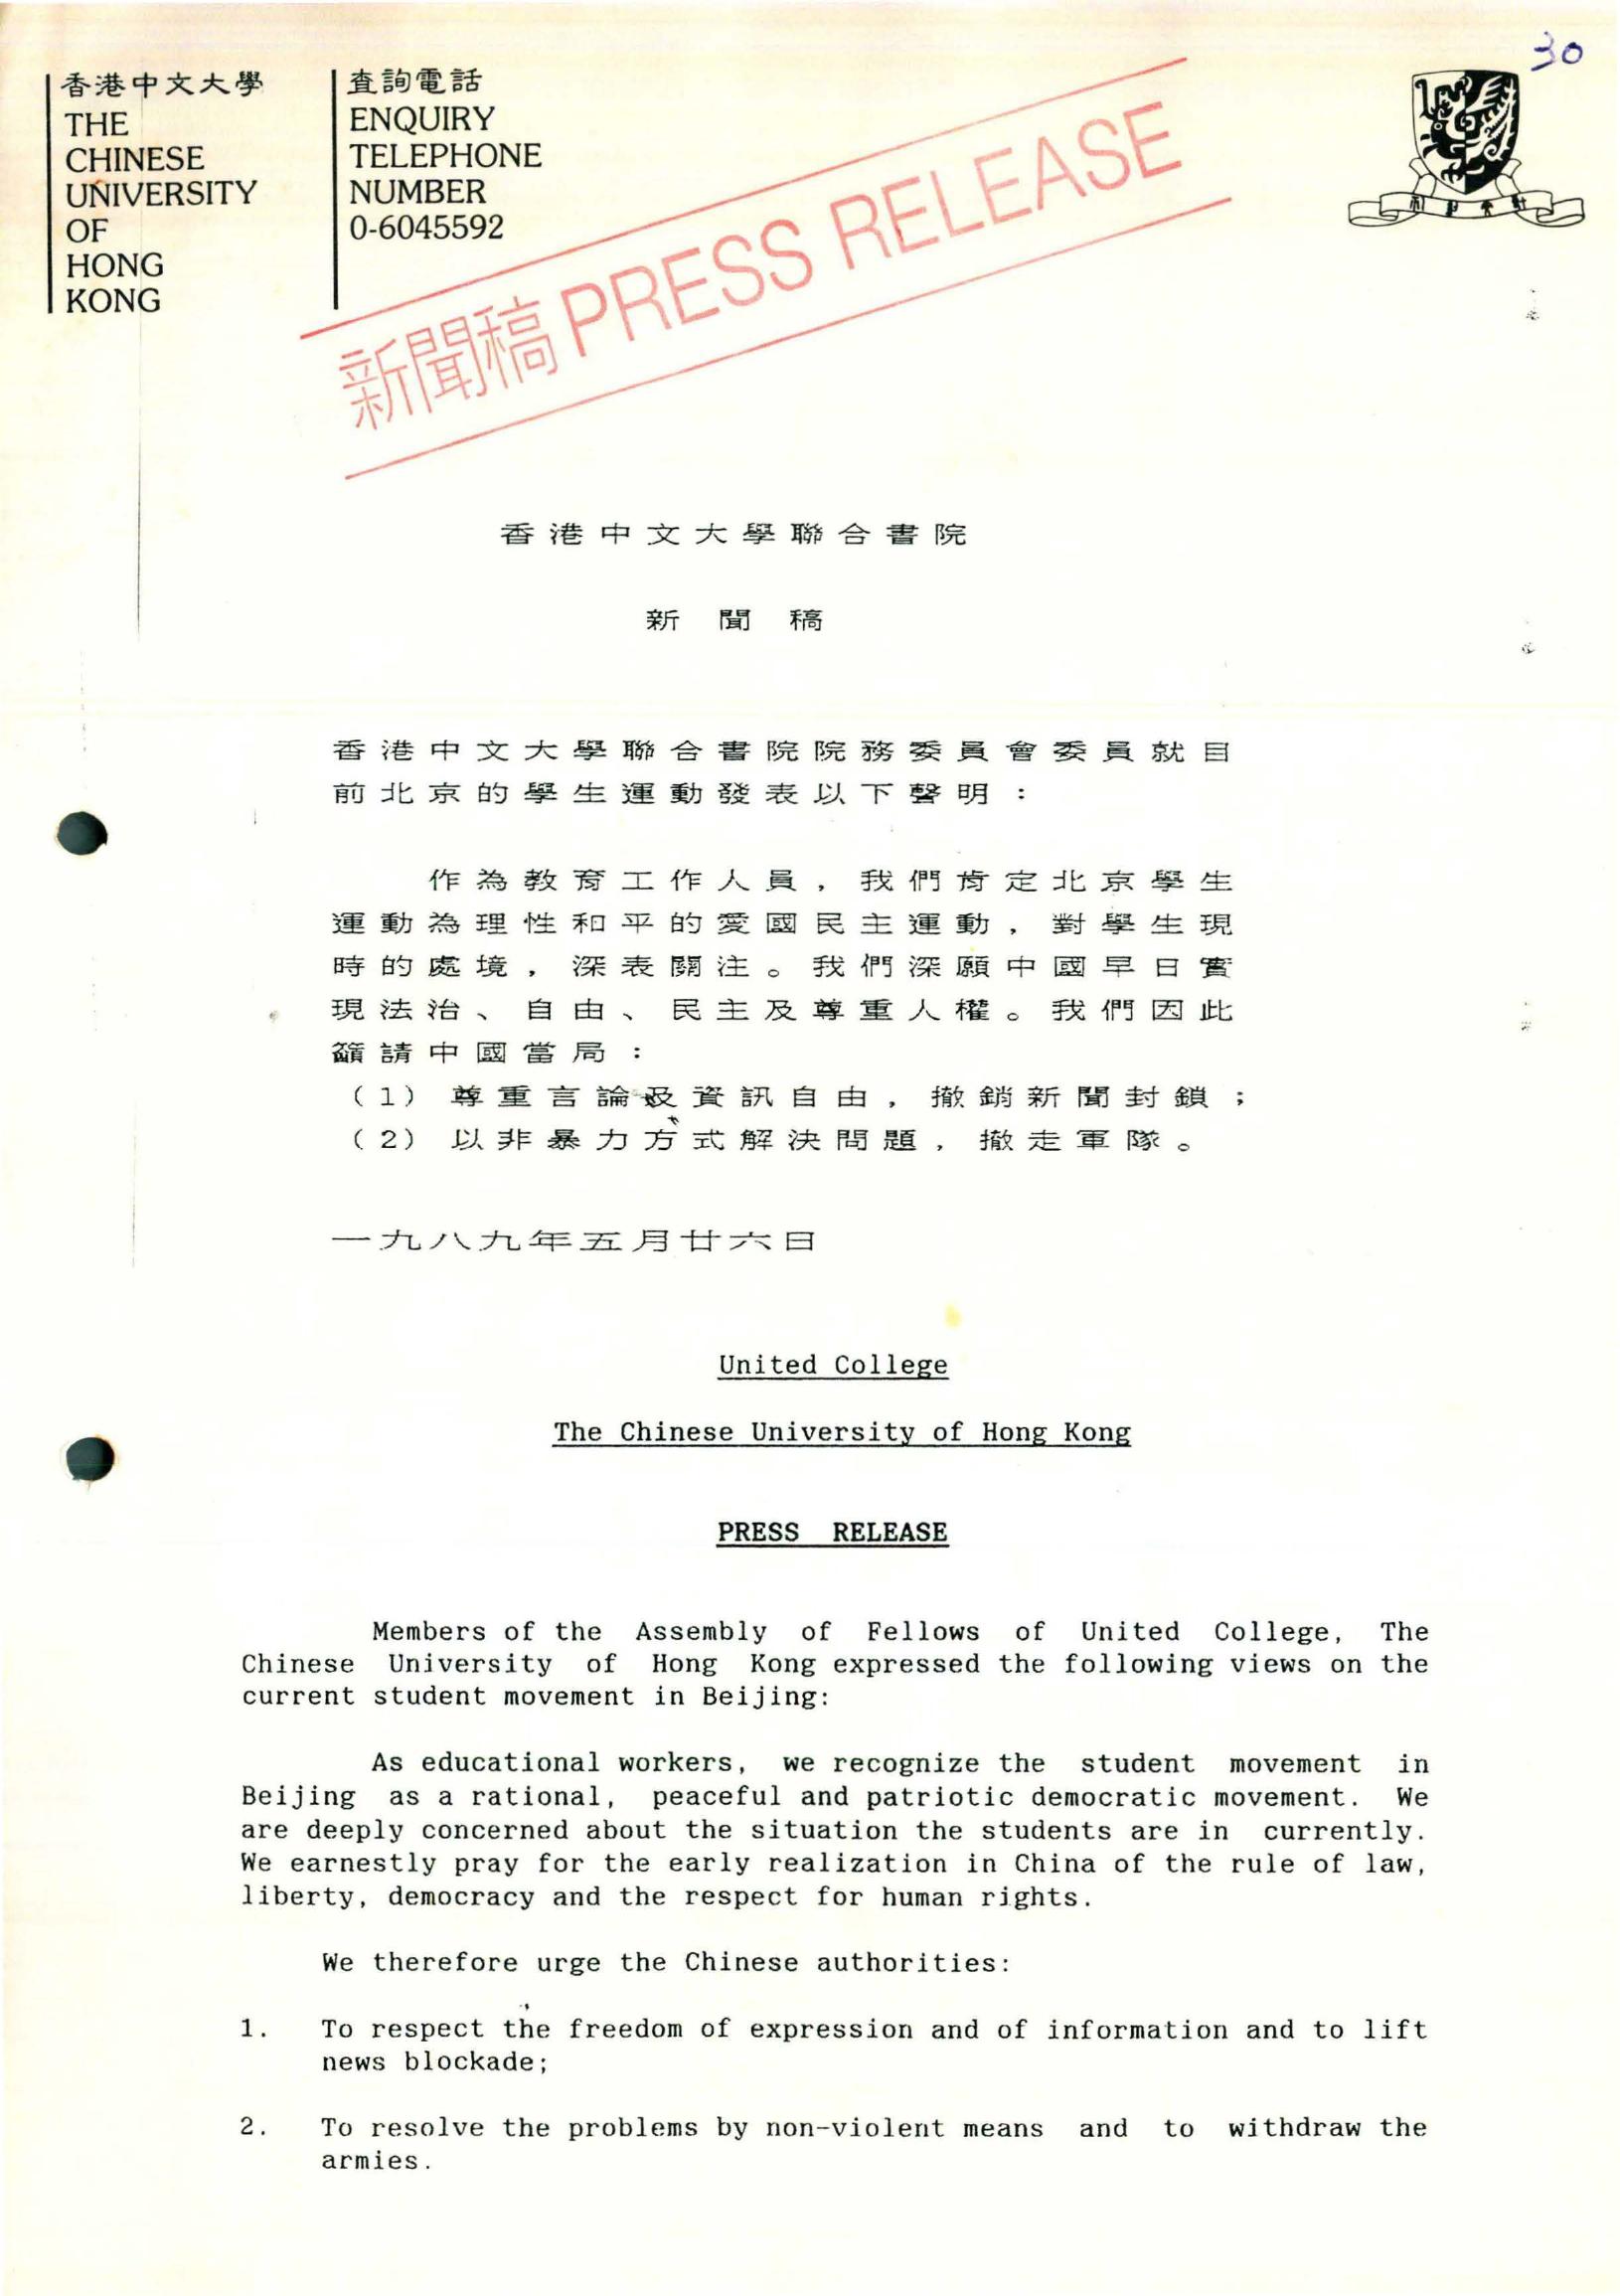 30
香港中文大學
THE
CHINESE
UNIVERSITY
OF
HONG
KONG
查詢電話
ENQUIRY
TELEPHONE
NUMBER
0-6045592
新聞稿 PRESS RELEASE
香港中文大學聯合書院
新聞稿
香港中文大學聯合書院院務委員會委員就目
前北京的學生運動發表以下聲明：
作為教育工作人員，我們肯定北京學生
運動為理性和平的愛國民主運動，對學生現
時的處境，深表關注。我們深願中國早日實
現法治、自由、民主及尊重人權。我們因此
籲請中國當局：
(1) 尊重言論及資訊自由，撤銷新聞封鎖；
(2) 以非暴力方式解決問題，撤走軍隊。
一九八九年五月廿六日
United College
The Chinese University of Hong Kong
PRESS RELEASE
Members of the Assembly of Fellows of United College, The
Chinese University of Hong Kong expressed the following views on the
current student movement in Beijing:
As educational workers, we recognize the student movement in
Beijing as a rational, peaceful and patriotic democratic movement. We
are deeply concerned about the situation the students are in currently.
We earnestly pray for the early realization in China of the rule of law,
liberty, democracy and the respect for human rights.
We therefore urge the Chinese authorities:
1. To respect the freedom of expression and of information and to lift
news blockade;
2. To resolve the problems by non-violent means and to withdraw the
armies.